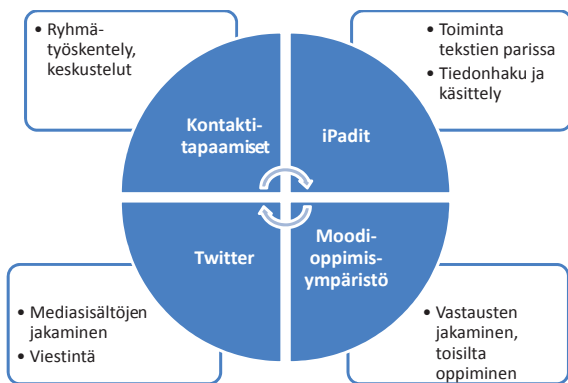 • Ryhmä-
työskentely,
keskustelut
• Toiminta
tekstien parissa
• Tiedonhaku ja
käsittely
Kontakti-
tapaamiset
iPadit
Twitter
Moodi-
oppimis-
ympäristö
• Mediasisältöjen
jakaminen
• Viestintä
• Vastausten
jakaminen,
toisilta
oppiminen